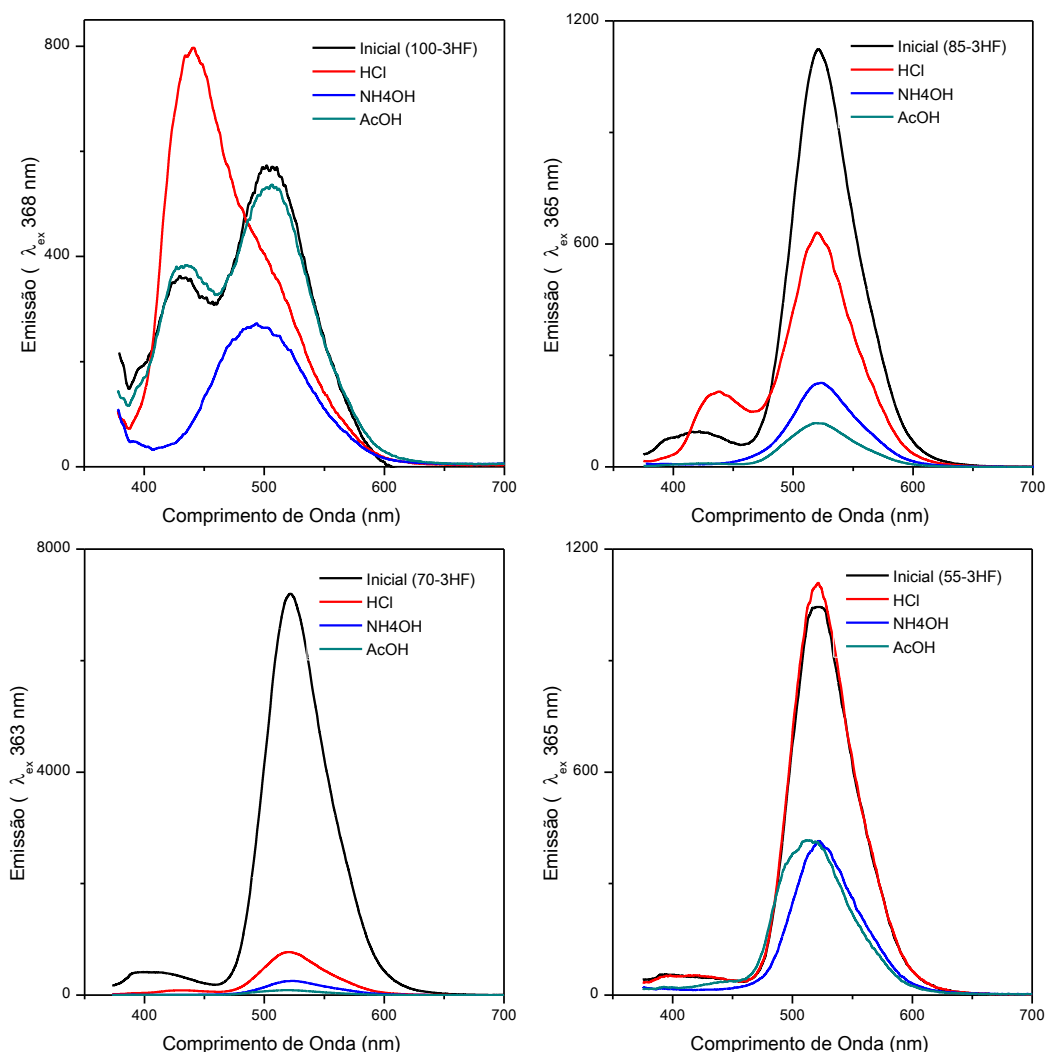 800
400
0
400
500
600
700
Emissão ( λex 368 nm)
Comprimento de Onda (nm)
Inicial (100-3HF)
HCl
NH4OH
AcOH
1200
600
0
400
500
600
700
Emissão ( λex 365 nm)
Comprimento de Onda (nm)
Inicial (85-3HF)
HCl
NH4OH
AcOH
8000
4000
0
400
500
600
700
Emissão ( λex 363 nm)
Comprimento de Onda (nm)
Inicial (70-3HF)
HCl
NH4OH
AcOH
1200
600
0
400
500
600
700
Emissão ( λex 365 nm)
Comprimento de Onda (nm)
Inicial (55-3HF)
HCl
NH4OH
AcOH